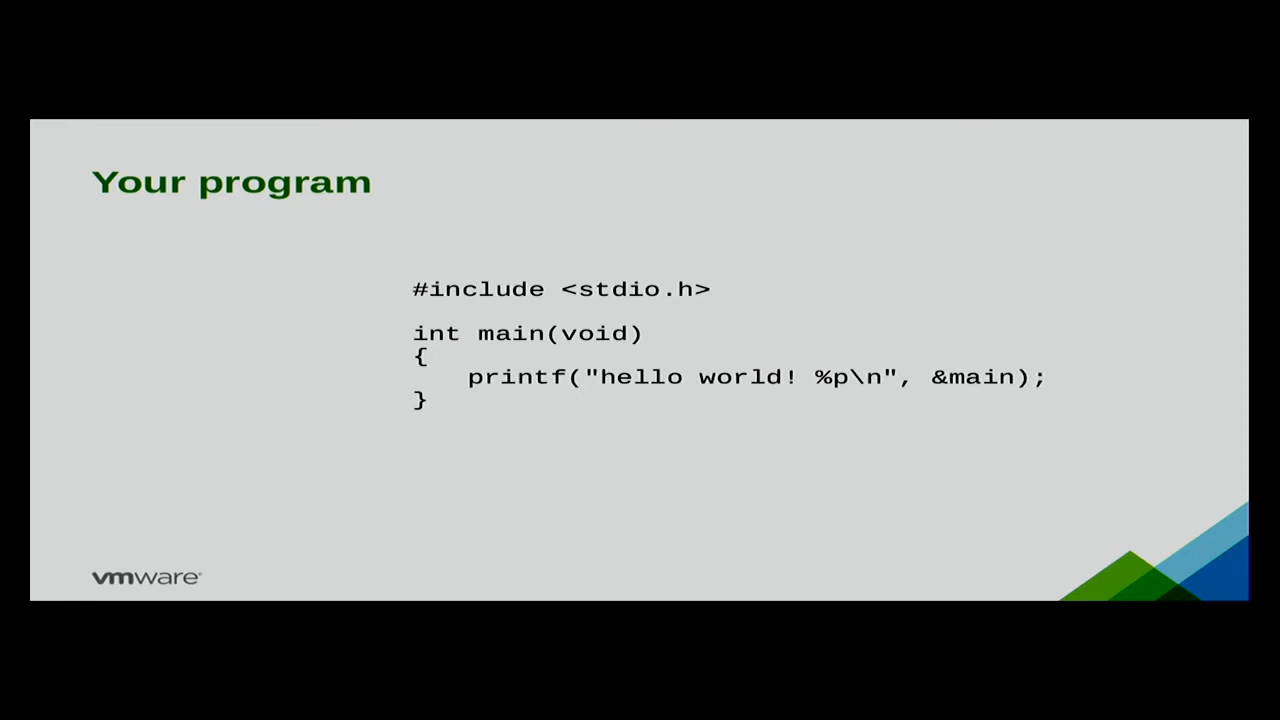 Your program
#include <stdio.h>
int main(void)
{
printf("hello world! %p\n", &main);
}
vmware